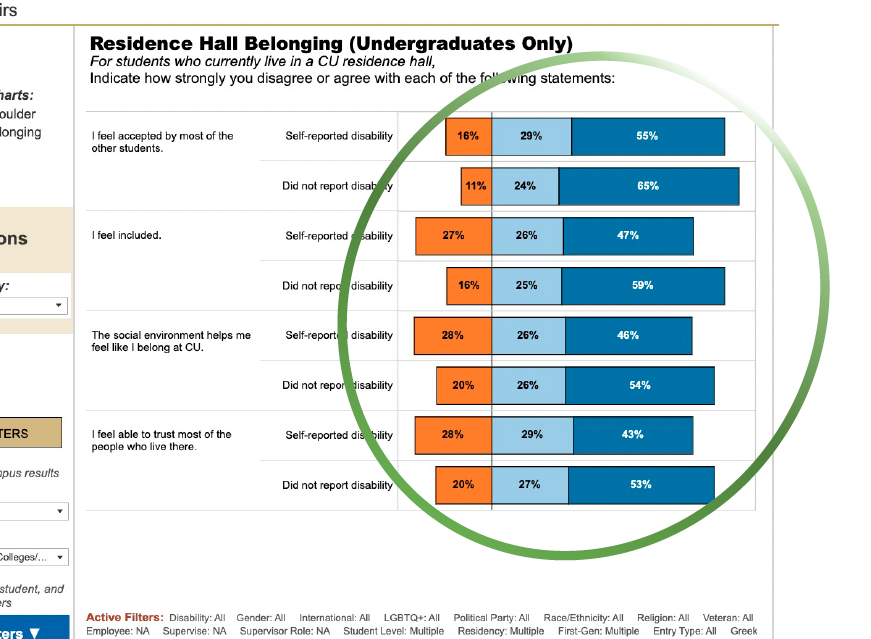 irs
Residence Hall Belonging (Undergraduates Only)
For students who currently live in a CU residence hall,
Indicate how strongly you disagree or agree with each of the following statements:
harts:
oulder
longing
ons
y:
TERS
npus results
Colleges/...
student, and
ers
ters ▼
I feel accepted by most of the
other students.
Self-reported disability
16% 29% 55%
Did not report disability
11% 24% 65%
I feel included.
Self-reported disability
27% 26% 47%
Did not report disability
16% 25% 59%
The social environment helps me
feel like I belong at CU.
Self-reported disability
28% 26% 46%
Did not report disability
20% 26% 54%
I feel able to trust most of the
people who live there.
Self-reported disability
28% 29% 43%
Did not report disability
20% 27% 53%
Active Filters: Disability: All Gender: All International: All LGBTQ+: All Political Party: All Race/Ethnicity: All Religion: All Veteran: All
Employee: NA Supervise: NA Supervisor Role: NA Student Level: Multiple Residency: Multiple First-Gen: Multiple Entry Type: All Greek